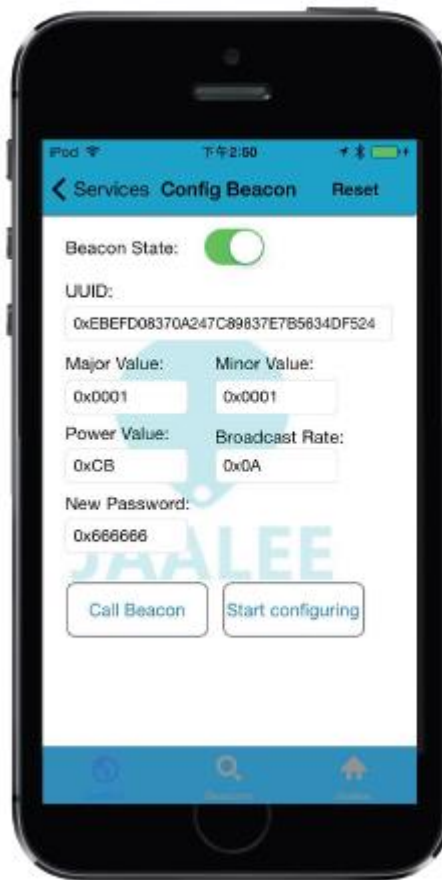 iPod 下午2:50
Services Config Beacon Reset
Beacon State:
UUID:
0xEBEFD08370A247C89837E7B5634DF524
Major Value: Minor Value:
0x0001 0x0001
Power Value: Broadcast Rate:
0xCB 0x0A
New Password:
0x666666
JAALEE
Call Beacon Start configuring